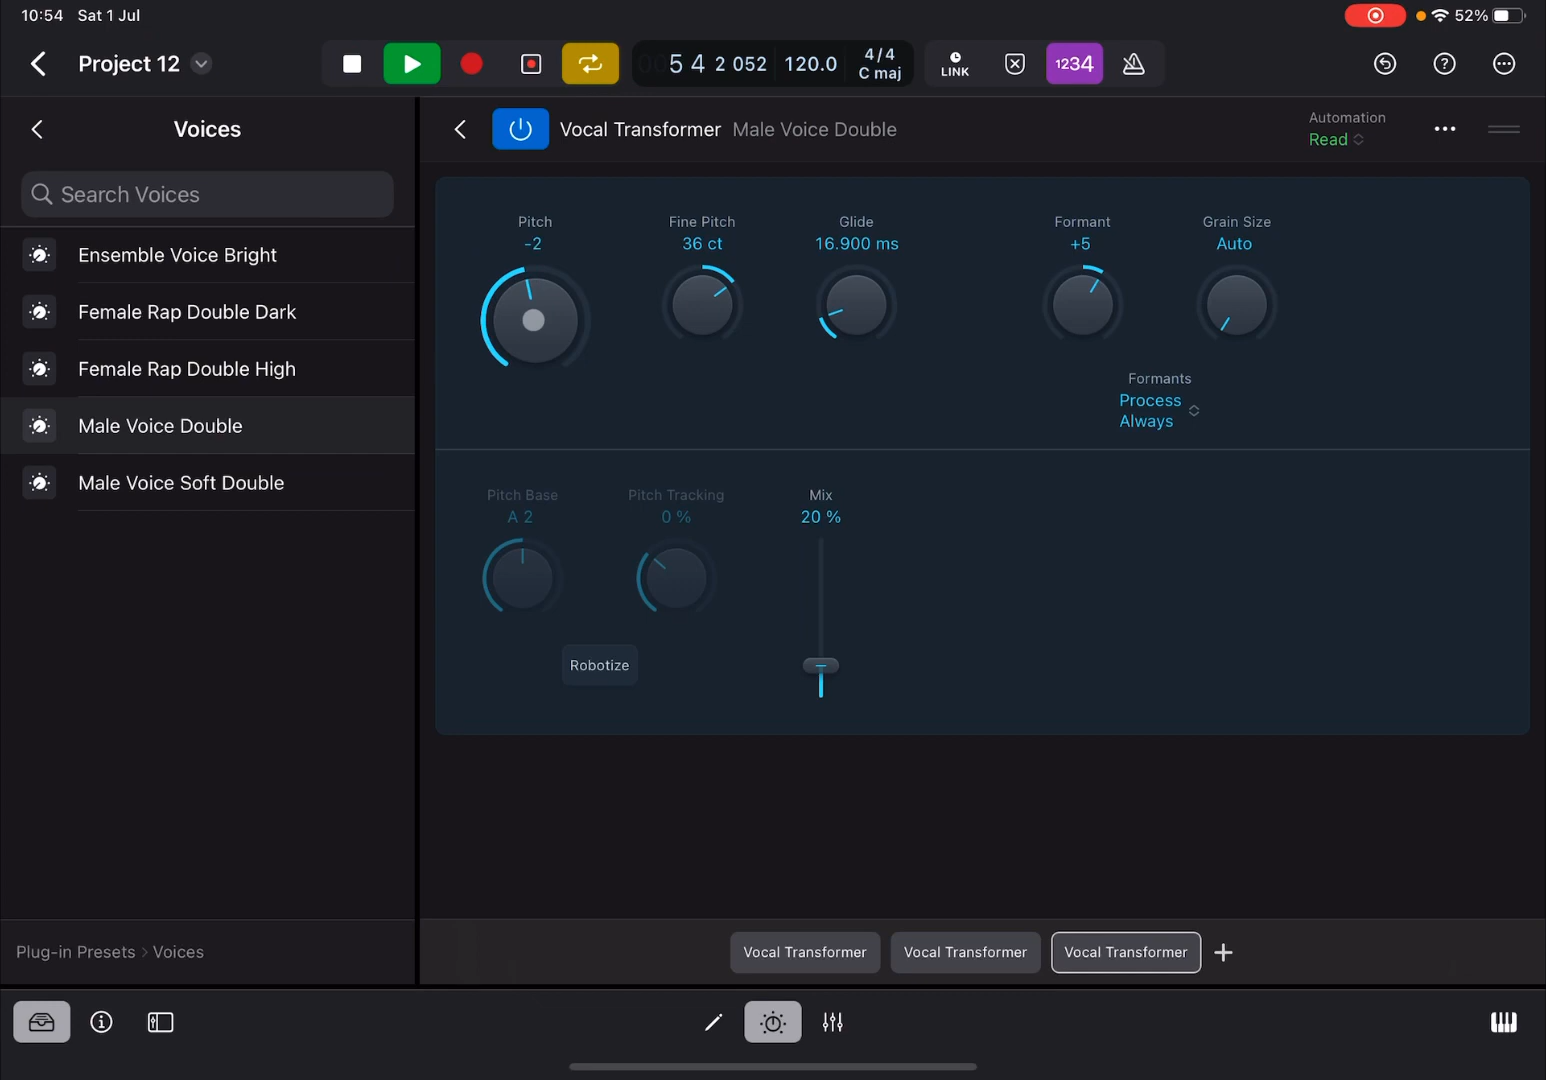 10:54 Sat 1 Jul
52%
Project 12
5 4 2 052 120.0 4/4 C maj
LINK
1234
Voices
Search Voices
Ensemble Voice Bright
Female Rap Double Dark
Female Rap Double High
Male Voice Double
Male Voice Soft Double
Plug-in Presets › Voices
Vocal Transformer Male Voice Double
Automation
Read
Pitch
-2
Fine Pitch
36 ct
Glide
16.900 ms
Formant
+5
Grain Size
Auto
Formants
Process
Always
Pitch Base
A 2
Pitch Tracking
0 %
Mix
20 %
Robotize
Vocal Transformer Vocal Transformer Vocal Transformer +